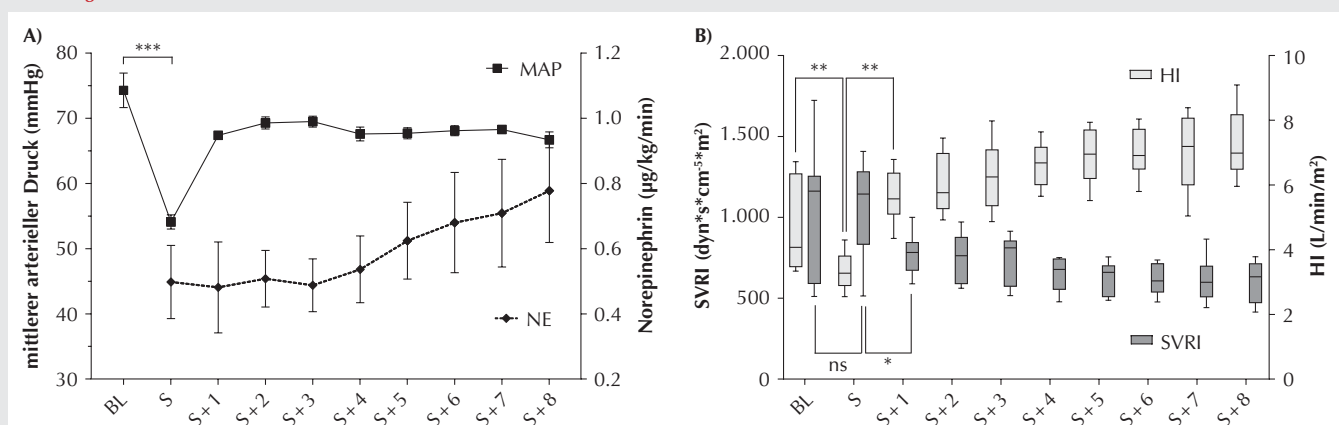 A)
80
70
60
50
40
30
mittlerer arterieller Druck (mmHg)
***
MAP
NE
1.2
1.0
0.8
0.6
0.4
0.2
Norepinephrin (µg/kg/min)
BL
S
S + 1
S + 2
S + 3
S + 4
S + 5
S + 6
S + 7
S + 8
B)
2.000
1.500
1.000
500
0
SVRI (dyn*s*cm⁻⁵*m²)
**
**
HI
SVRI
ns
*
10
8
6
4
2
0
HI (L/min/m²)
BL
S
S + 1
S + 2
S + 3
S + 4
S + 5
S + 6
S + 7
S + 8